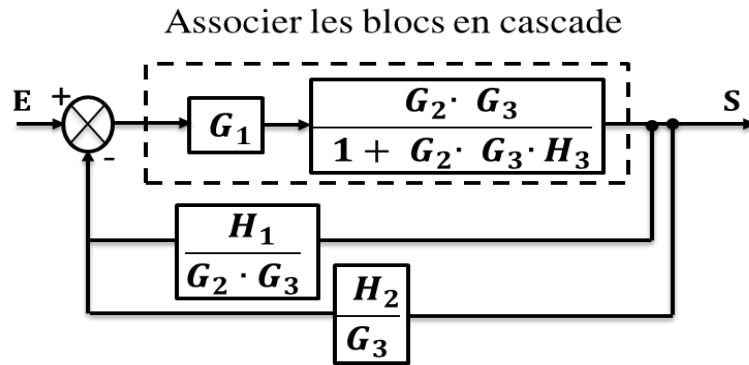 Associer les blocs en cascade
E + - G₁ G₂· G₃ S
1 + G₂· G₃·H₃
H₁
G₂ · G₃
H₂
G₃